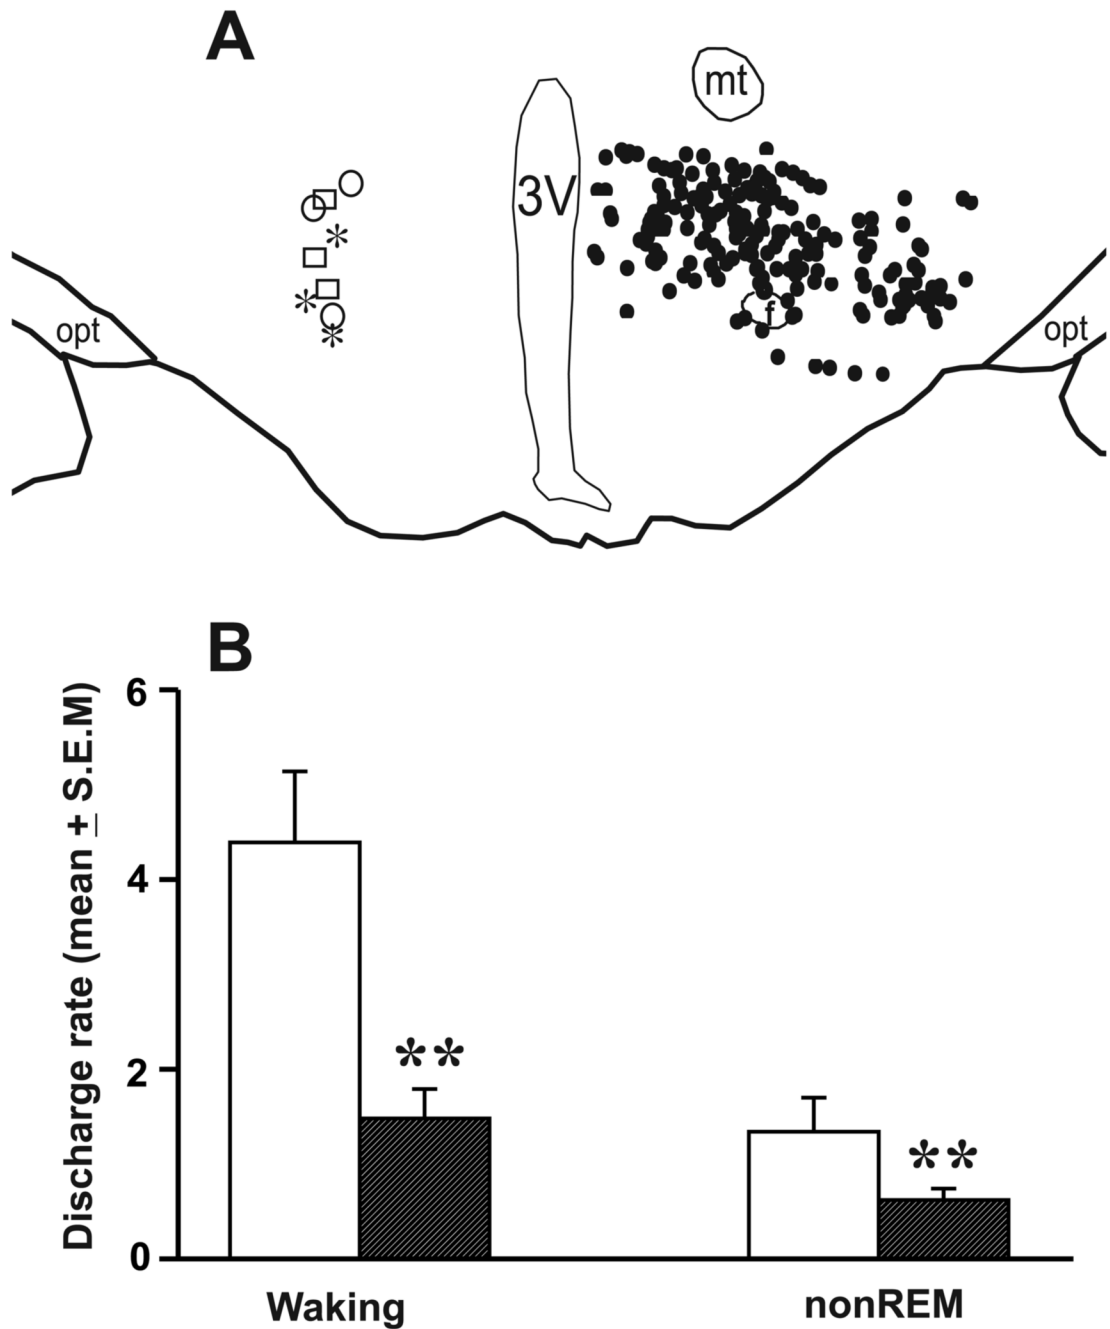 A
mt
3V
f
opt
opt
B
Discharge rate (mean ± S.E.M)
6
4
2
0
**
**
Waking
nonREM